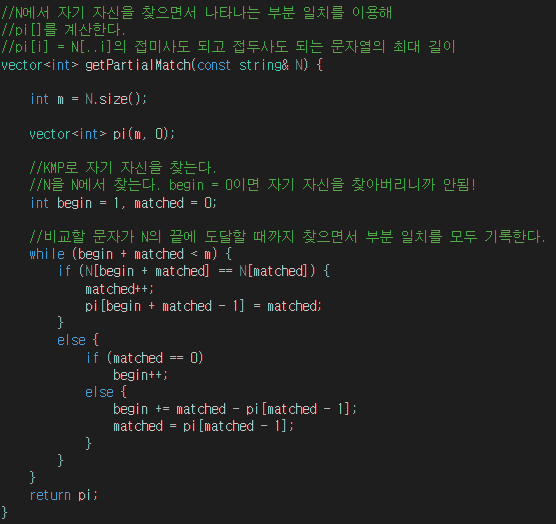 //N에서 자기 자신을 찾으면서 나타나는 부분 일치를 이용해
//pi[]를 계산한다.
//pi[i] = N[..i]의 접미사도 되고 접두사도 되는 문자열의 최대 길이
vector<int> getPartialMatch(const string& N) {

    int m = N.size();

    vector<int> pi(m, 0);

    //KMP로 자기 자신을 찾는다.
    //N을 N에서 찾는다. begin = 0이면 자기 자신을 찾아버리니까 안됨!
    int begin = 1, matched = 0;

    //비교할 문자가 N의 끝에 도달할 때까지 찾으면서 부분 일치를 모두 기록한다.
    while (begin + matched < m) {
        if (N[begin + matched] == N[matched]) {
            matched++;
            pi[begin + matched - 1] = matched;
        }
        else {
            if (matched == 0)
                begin++;
            else {
                begin += matched - pi[matched - 1];
                matched = pi[matched - 1];
            }
        }
    }
    return pi;
}